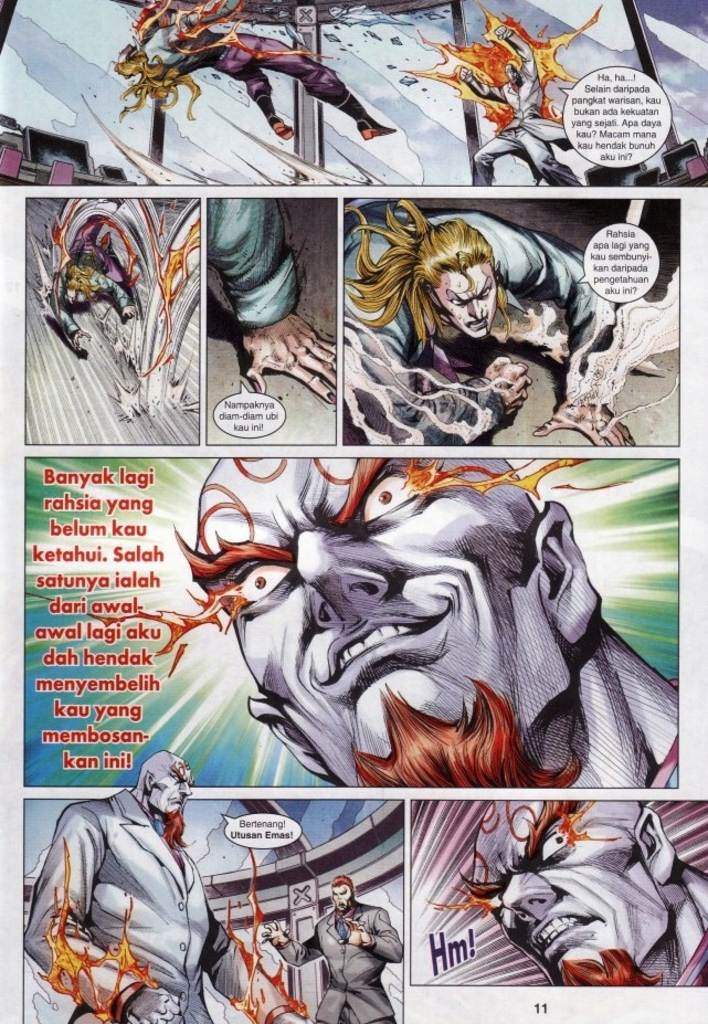 Ha, ha...!
Selain daripada
pangkat warisan, kau
bukan ada kekuatan
yang sejati. Apa daya
kau? Macam mana
kau hendak bunuh
aku ini?
Nampaknya
diam-diam ubi
kau ini!
Rahsia
apa lagi yang
kau sembunyi-
kan daripada
pengetahuan
aku ini?
Banyak lagi
rahsia yang
belum kau
ketahui. Salah
satunya ialah
dari awal-
awal lagi aku
dah hendak
menyembelih
kau yang
membosan-
kan ini!
Bertenang!
Utusan Emas!
Hm!
11